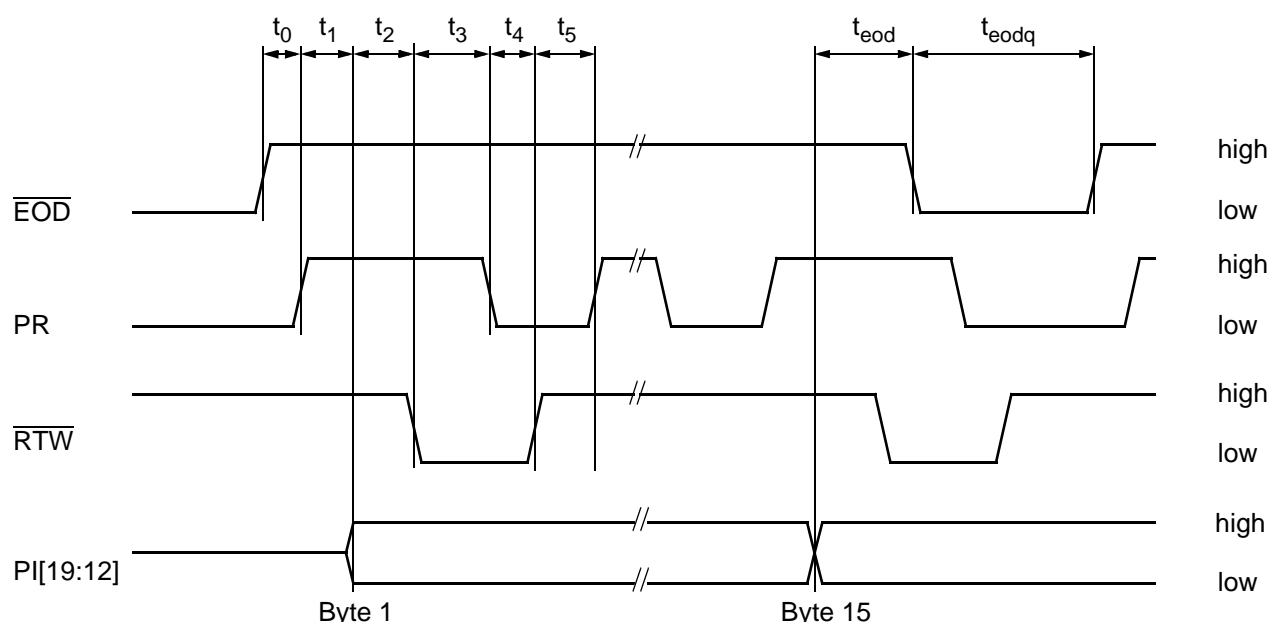 t0 t1 t2 t3 t4 t5 teod teodq
high
EOD low
high
PR low
high
RTW
low
high
PI[19:12]
low
Byte 1 Byte 15